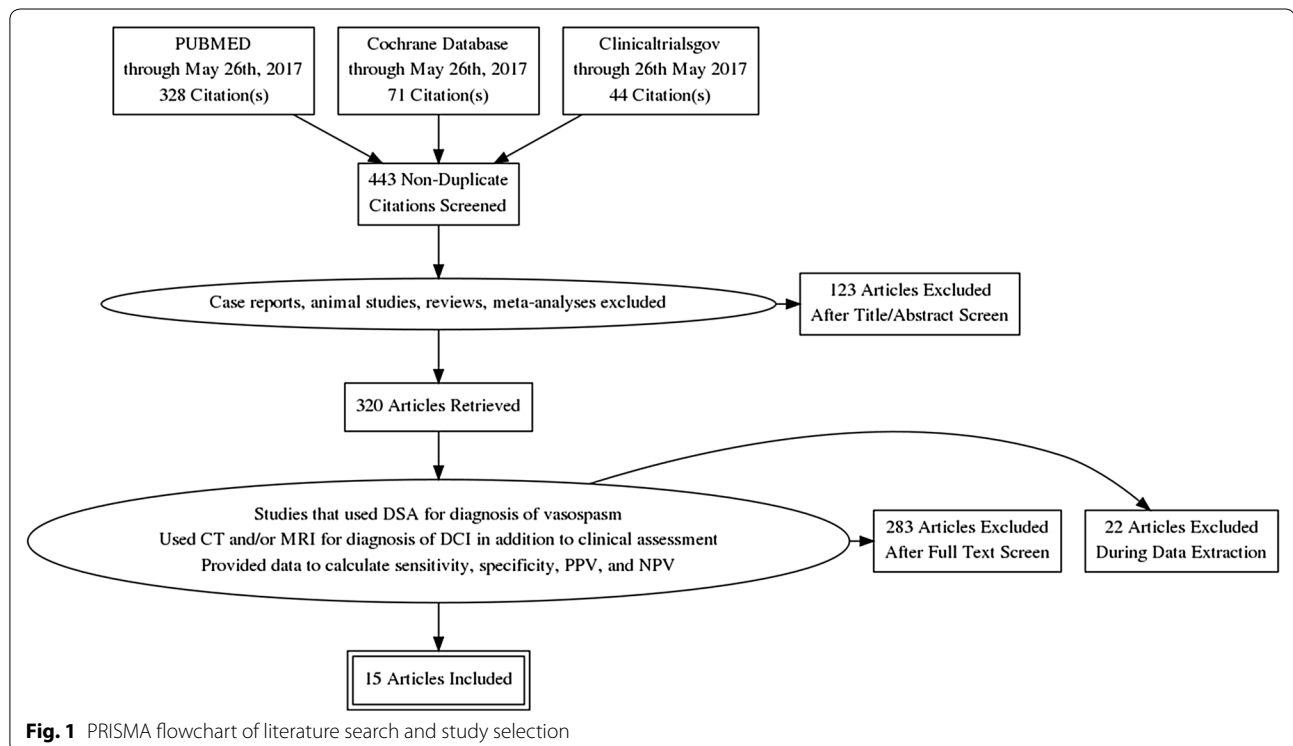 PUBMED
through May 26th, 2017
328 Citation(s)
Cochrane Database
through May 26th, 2017
71 Citation(s)
Clinicaltrialsgov
through 26th May 2017
44 Citation(s)
443 Non-Duplicate
Citations Screened
Case reports, animal studies, reviews, meta-analyses excluded
123 Articles Excluded
After Title/Abstract Screen
320 Articles Retrieved
Studies that used DSA for diagnosis of vasospasm
Used CT and/or MRI for diagnosis of DCI in addition to clinical assessment
Provided data to calculate sensitivity, specificity, PPV, and NPV
283 Articles Excluded
After Full Text Screen
22 Articles Excluded
During Data Extraction
15 Articles Included
Fig. 1 PRISMA flowchart of literature search and study selection